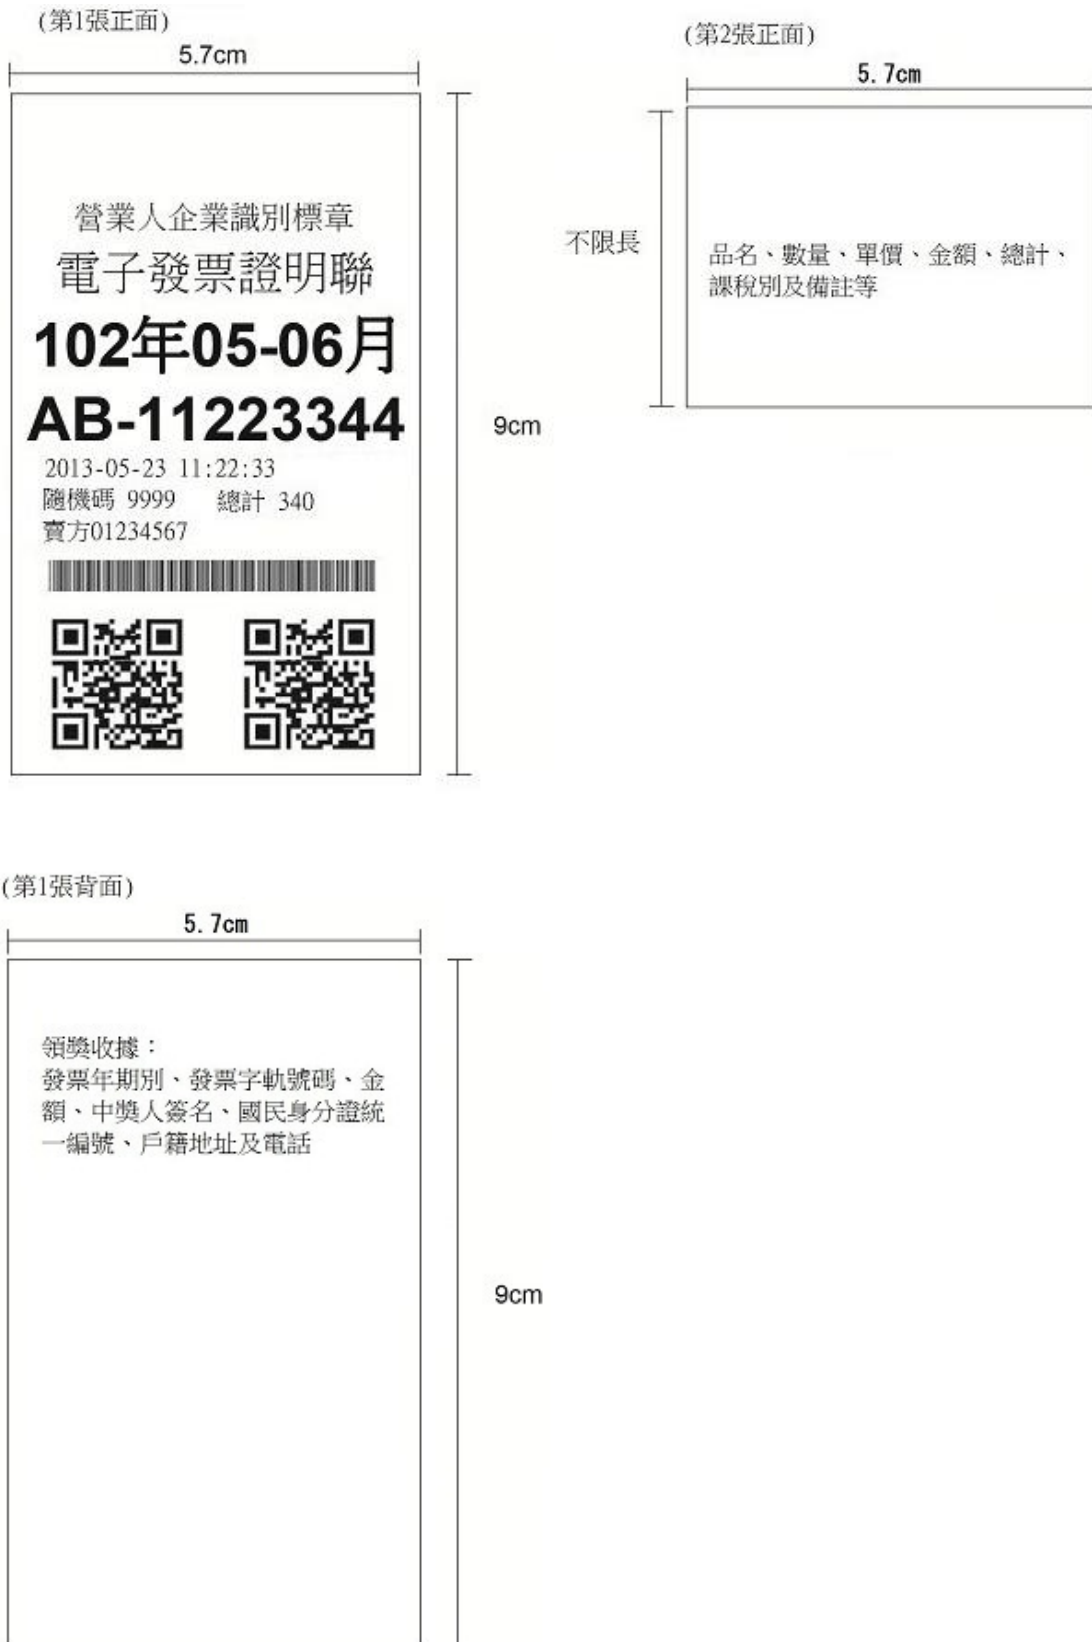 (第1張正面)
5.7cm
營業人企業識別標章
電子發票證明聯
102年05-06月
AB-11223344
2013-05-23 11:22:33
隨機碼 9999 總計 340
賣方01234567
9cm
(第2張正面)
5.7cm
不限長
品名、數量、單價、金額、總計、
課稅別及備註等
(第1張背面)
5.7cm
領獎收據：
發票年期別、發票字軌號碼、金
額、中獎人簽名、國民身分證統
一編號、戶籍地址及電話
9cm